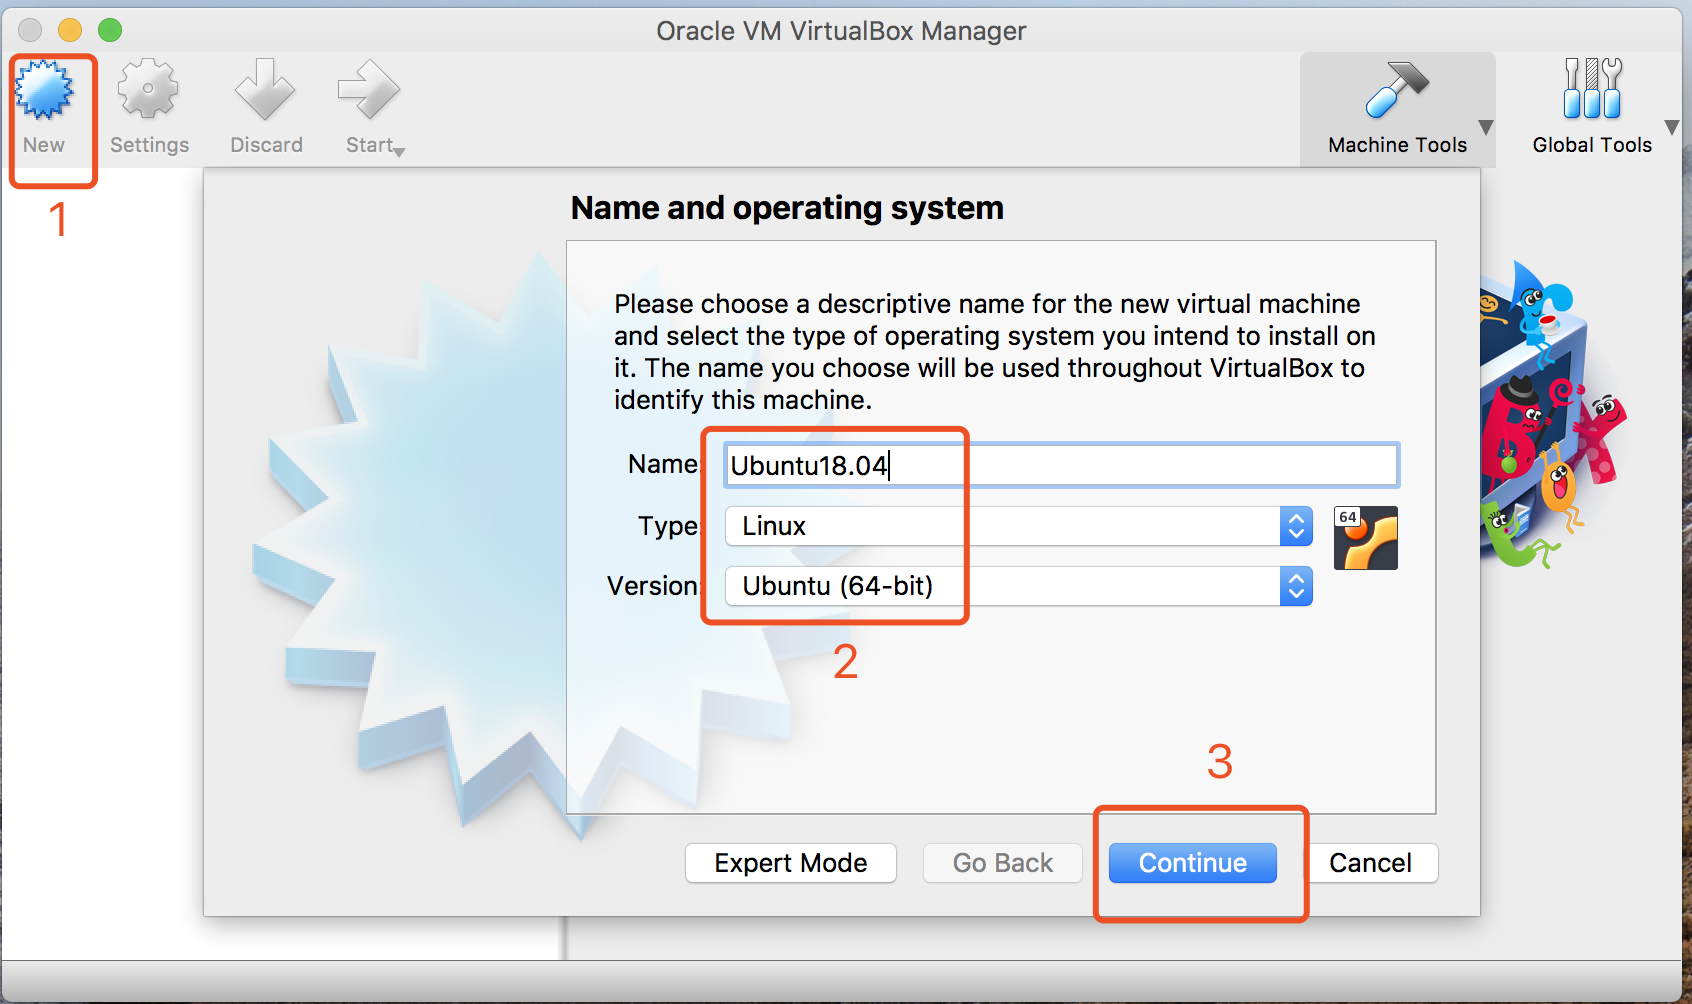 Oracle VM VirtualBox Manager
New
Settings
Discard
Start
Machine Tools
Global Tools
1
Name and operating system
Please choose a descriptive name for the new virtual machine
and select the type of operating system you intend to install on
it. The name you choose will be used throughout VirtualBox to
identify this machine.
Name:
Ubuntu18.04
Type:
Linux
64
Version:
Ubuntu (64-bit)
2
3
Expert Mode
Go Back
Continue
Cancel